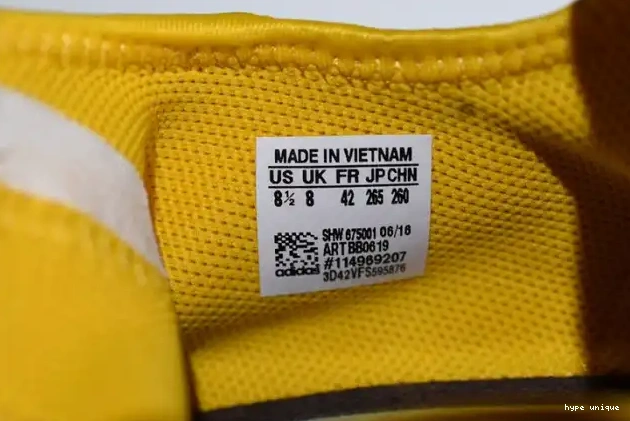 MADE IN VIETNAM
US UK FR JP CHN
8½ 8 42 265 260
SHW 675001 06/16
ART BB0619
#114969207
3D42VFS595876
adidas
hype unique